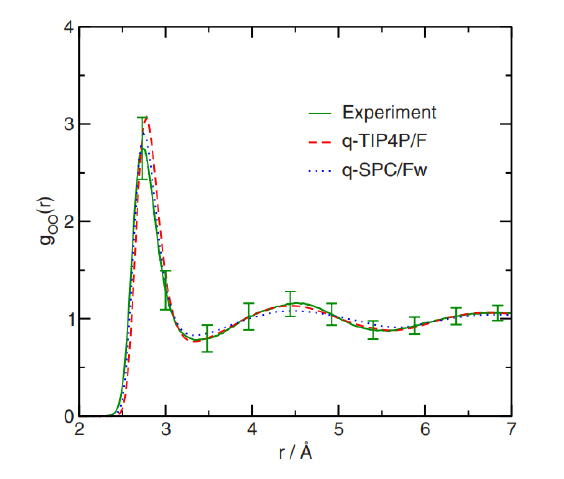 4
3
2
1
0
g_OO(r)
Experiment
q-TIP4P/F
q-SPC/Fw
2 3 4 5 6 7
r / Å